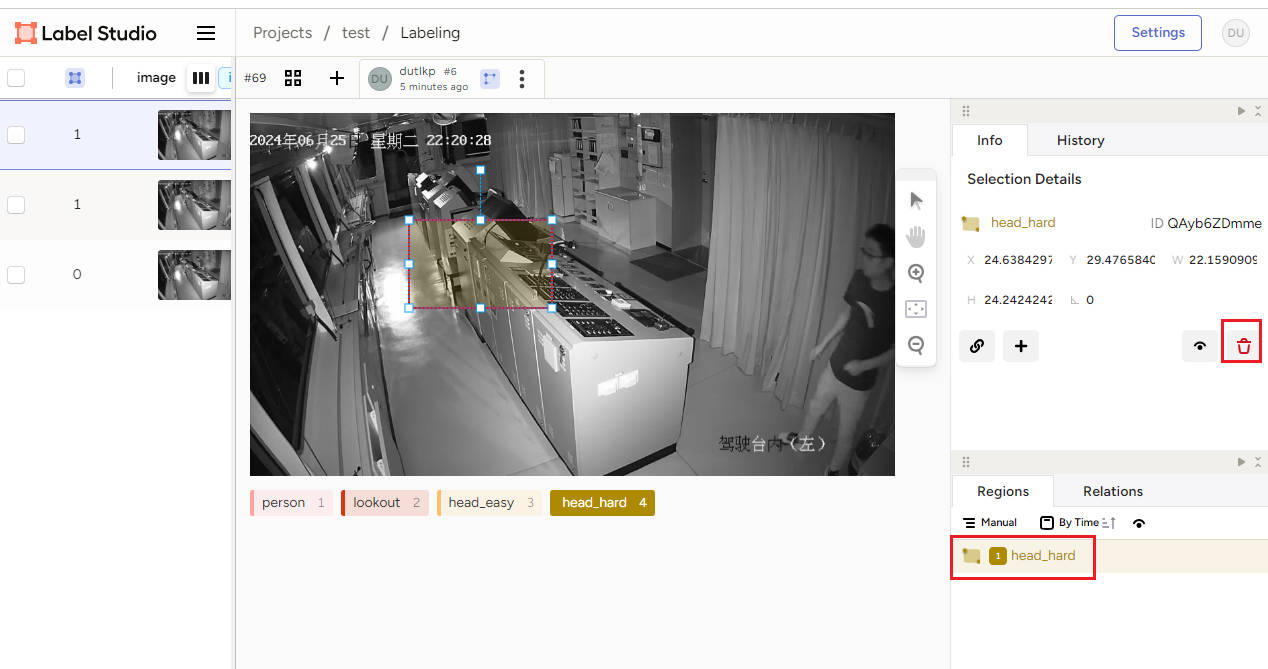 Label Studio
Projects / test / Labeling
Settings
DU
image
#69
DU
dutlkp #6
5 minutes ago
1
1
0
2024年06月25日 星期二 22:20:28
驾驶台内（左）
person 1
lookout 2
head_easy 3
head_hard 4
Info
History
Selection Details
head_hard
ID QAyb6ZDmme
X 24.6384297
Y 29.4765840
W 22.1590909
H 24.2424242
0
Regions
Relations
Manual
By Time
1 head_hard